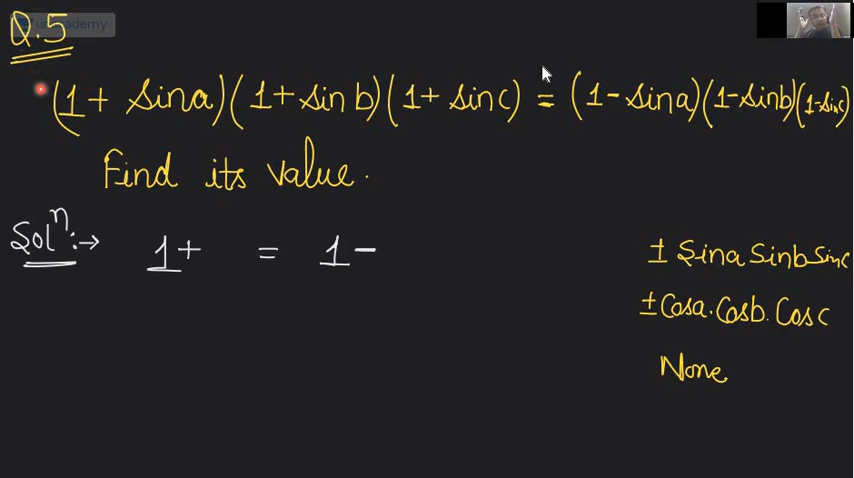 Q.5
(1 + sina)(1 + sin b)(1 + sinc) = (1 - sina)(1 - sinb)(1 - sinc)
Find its value.
Solⁿ:→ 1+ = 1-
± Sina Sinb Sinc
± Cosa. Cosb. Cosc
None